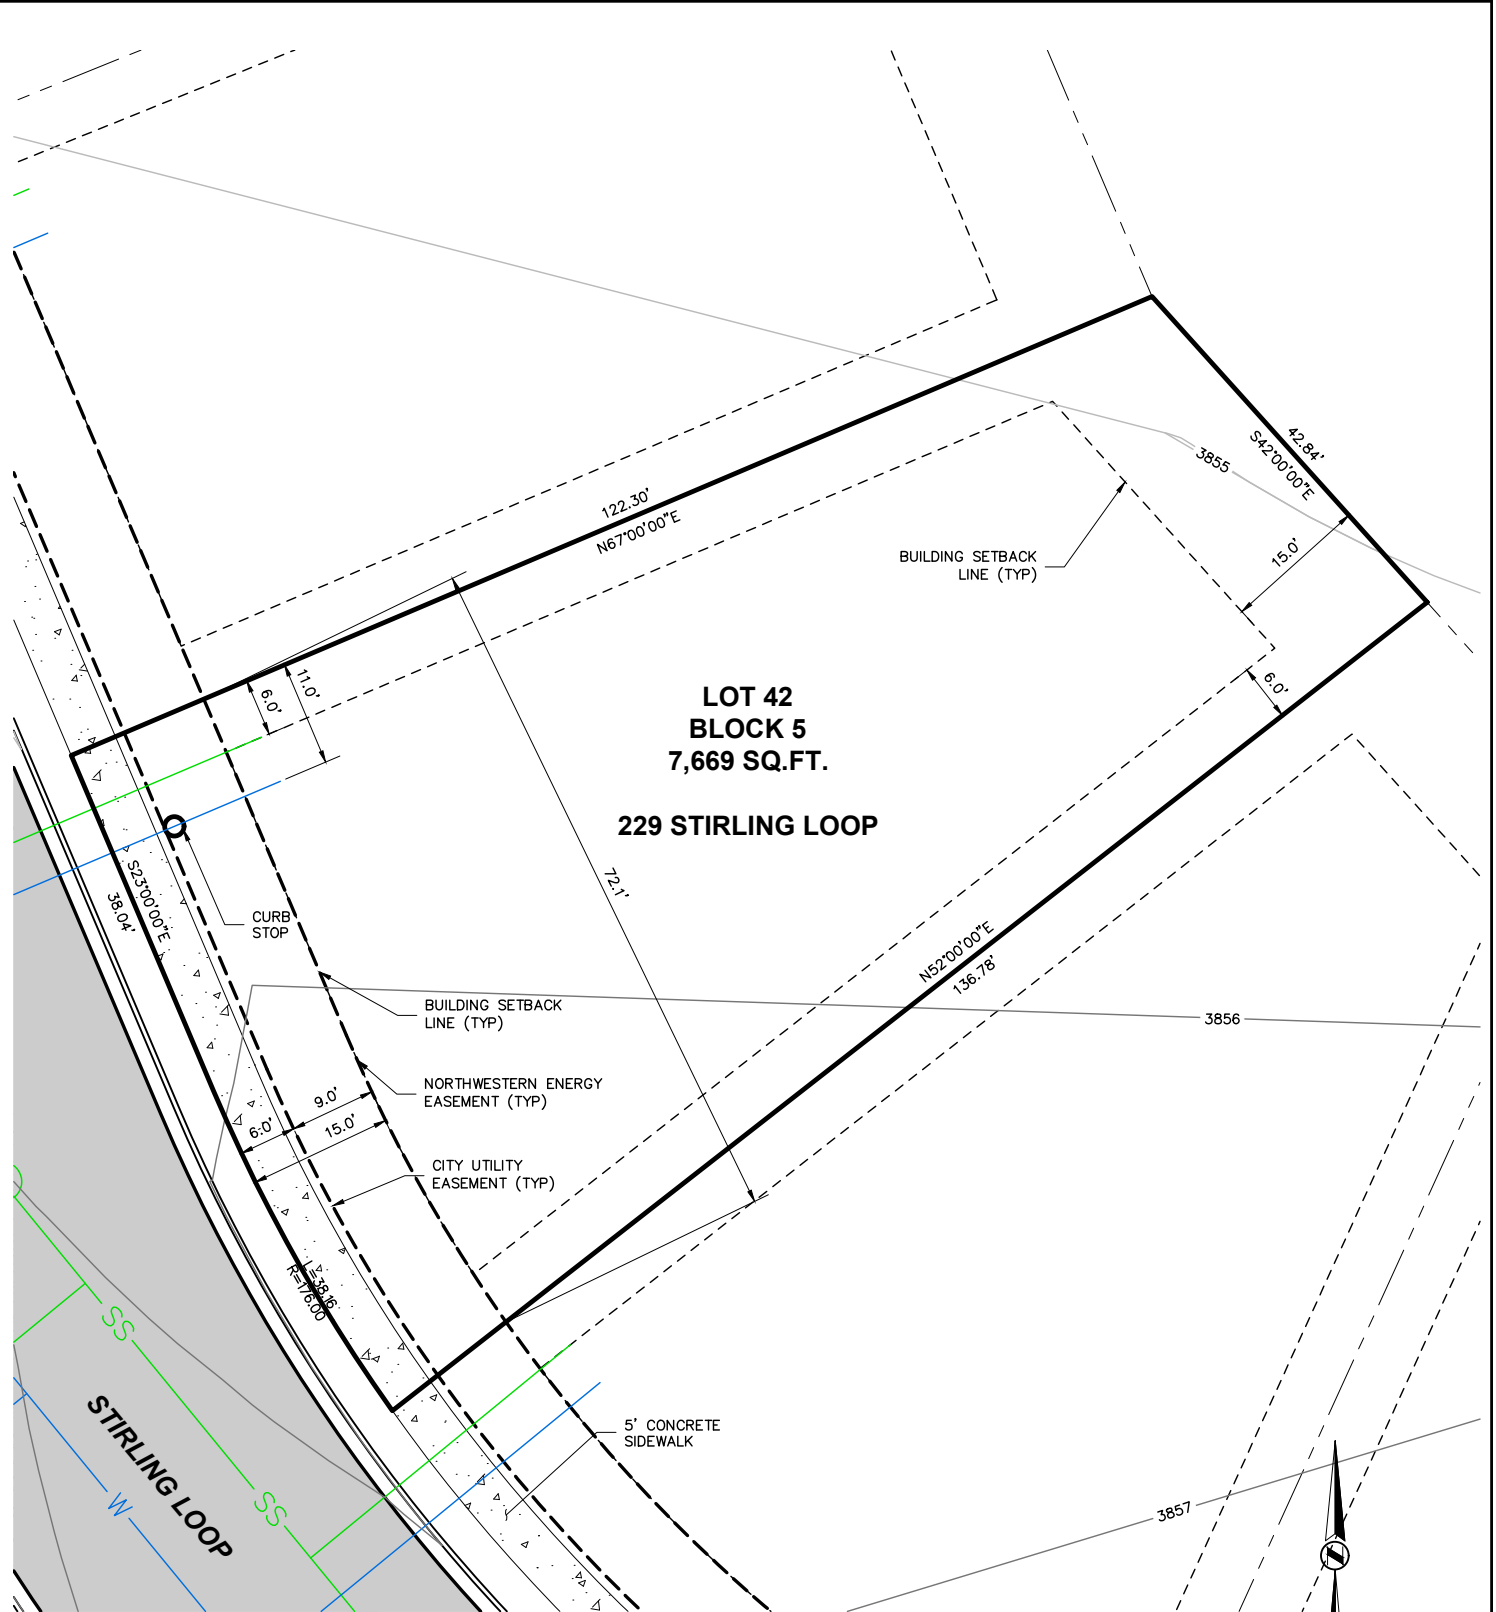 42.84'
S42°00'00"E
3855
122.30'
N67°00'00"E
BUILDING SETBACK
LINE (TYP)
15.0'
11.0'
6.0'
LOT 42
BLOCK 5
7,669 SQ.FT.
229 STIRLING LOOP
6.0'
72.1'
S23°00'00"E
38.04'
CURB
STOP
N52°00'00"E
136.78'
BUILDING SETBACK
LINE (TYP)
3856
NORTHWESTERN ENERGY
EASEMENT (TYP)
9.0'
6.0'
15.0'
CITY UTILITY
EASEMENT (TYP)
L=38.16
R=176.00
SS
STIRLING LOOP
5' CONCRETE
SIDEWALK
SS
W
3857